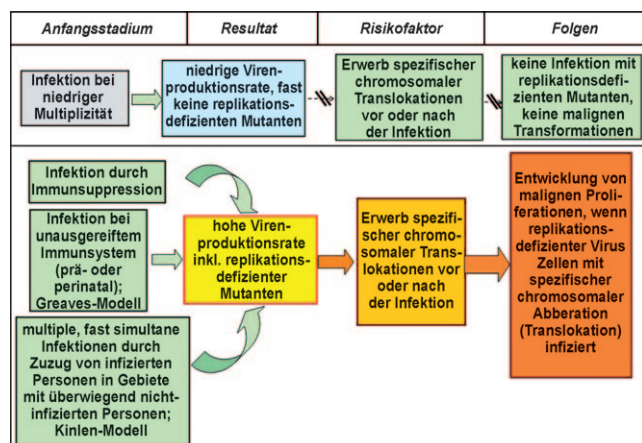 Anfangsstadium
Resultat
Risikofaktor
Folgen
Infektion bei
niedriger
Multiplizität
niedrige Viren-
produktionsrate, fast
keine replikations-
defizienten Mutanten
Erwerb spezifischer
chromosomaler
Translokationen
vor oder nach
der Infektion
keine Infektion mit
replikationsdefi-
zienten Mutanten,
keine malignen
Transformationen
Infektion durch
Immunsuppression
Infektion bei
unausgereiftem
Immunsystem
(prä- oder
perinatal);
Greaves-Modell
multiple, fast simultane
Infektionen durch
Zuzug von infizierten
Personen in Gebiete
mit überwiegend nicht-
infizierten Personen;
Kinlen-Modell
hohe Viren-
produktionsrate
inkl. replikations-
defizienter
Mutanten
Erwerb spezifi-
scher chromo-
somaler Trans-
lokationen vor
oder nach
der Infektion
Entwicklung von
malignen Proli-
ferationen, wenn
replikations-
defizienter Virus
Zellen mit
spezifischer
chromosomaler
Abberation
(Translokation)
infiziert